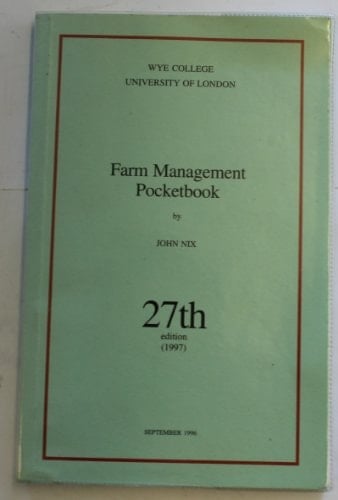 WYE COLLEGE
UNIVERSITY OF LONDON
Farm Management
Pocketbook
by
JOHN NIX
27th
edition
(1997)
SEPTEMBER 1996